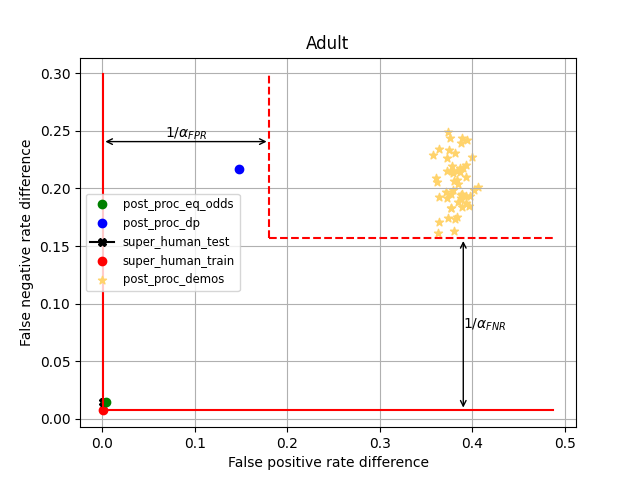 Adult
False negative rate difference
0.30
0.25
0.20
0.15
0.10
0.05
0.00
1/α_FPR
post_proc_eq_odds
post_proc_dp
super_human_test
super_human_train
post_proc_demos
1/α_FNR
0.0 0.1 0.2 0.3 0.4 0.5
False positive rate difference